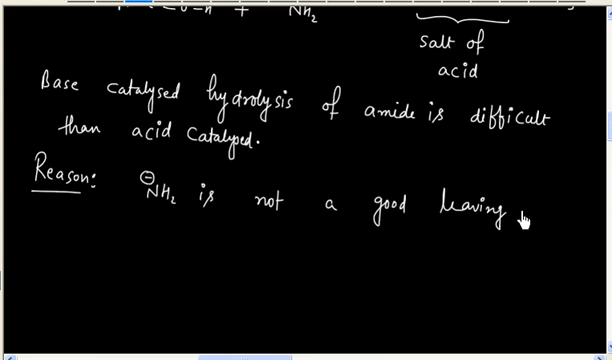 NH₂
Salt of
acid
Base catalysed hydrolysis of amide is difficult
than acid catalysed.
Reason: ⊖NH₂ is not a good leaving